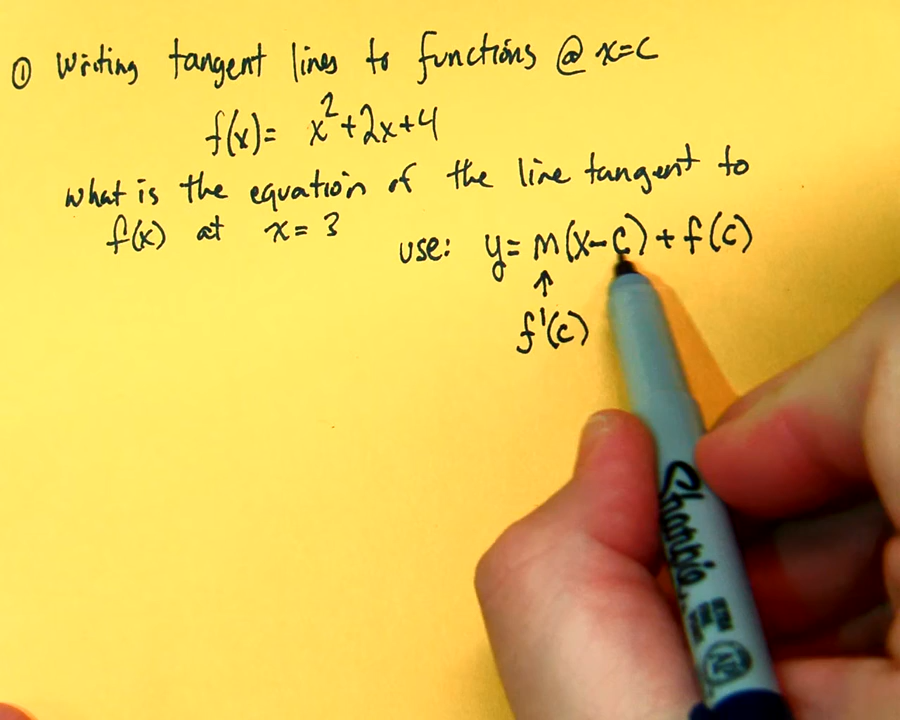 ① Writing tangent lines to functions @ x=c
f(x)= x²+2x+4
what is the equation of the line tangent to
f(x) at x=3
use: y= m(x-c)+f(c)
↑
f'(c)
Sharpie
AP